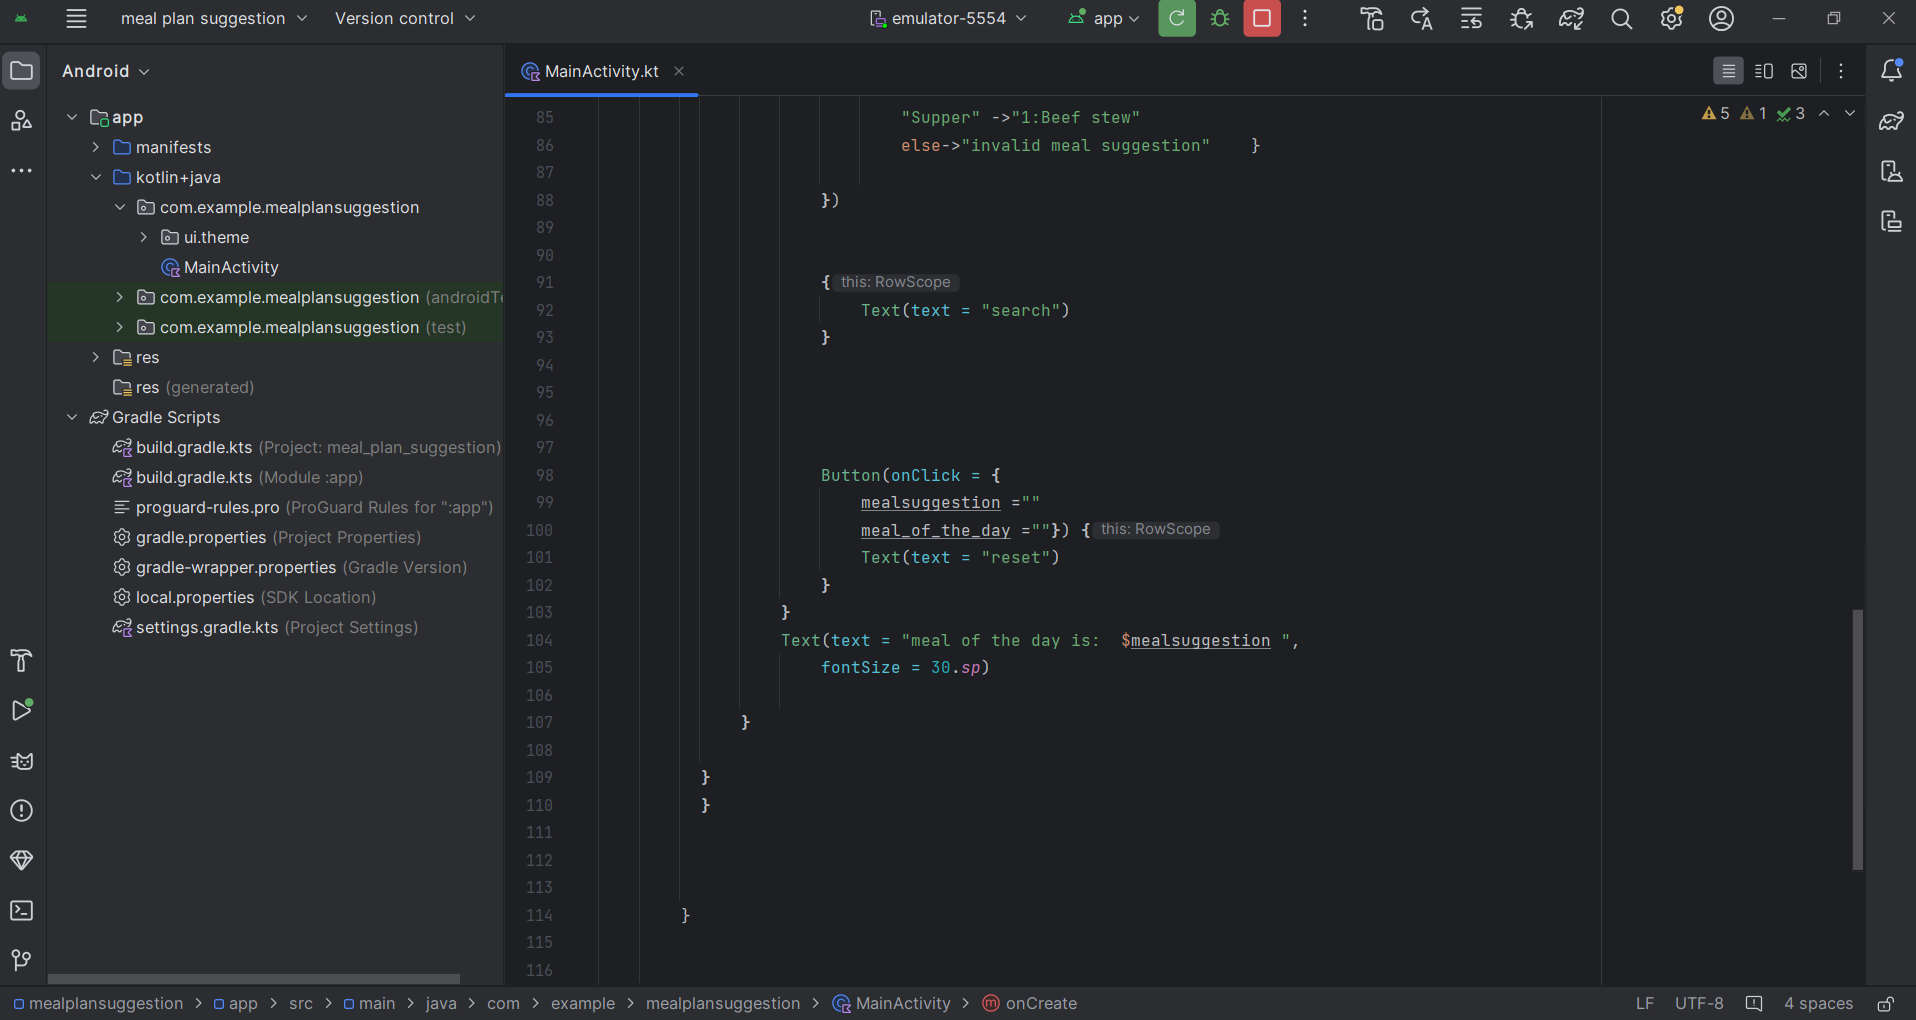 meal plan suggestion Version control emulator-5554 app
Android
MainActivity.kt
app
manifests
kotlin+java
com.example.mealplansuggestion
ui.theme
MainActivity
com.example.mealplansuggestion (androidTe
com.example.mealplansuggestion (test)
res
res (generated)
Gradle Scripts
build.gradle.kts (Project: meal_plan_suggestion)
build.gradle.kts (Module :app)
proguard-rules.pro (ProGuard Rules for ":app")
gradle.properties (Project Properties)
gradle-wrapper.properties (Gradle Version)
local.properties (SDK Location)
settings.gradle.kts (Project Settings)
5 1 3
85 "Supper" ->"1:Beef stew"
86 else->"invalid meal suggestion" }
87
88 })
89
90
91 { this: RowScope
92 Text(text = "search")
93 }
94
95
96
97
98 Button(onClick = {
99 mealsuggestion =""
100 meal_of_the_day =""}) { this: RowScope
101 Text(text = "reset")
102 }
103 }
104 Text(text = "meal of the day is:  $mealsuggestion ",
105 fontSize = 30.sp)
106
107 }
108
109 }
110 }
111
112
113
114 }
115
116
mealplansuggestion > app > src > main > java > com > example > mealplansuggestion > MainActivity > onCreate LF UTF-8 4 spaces